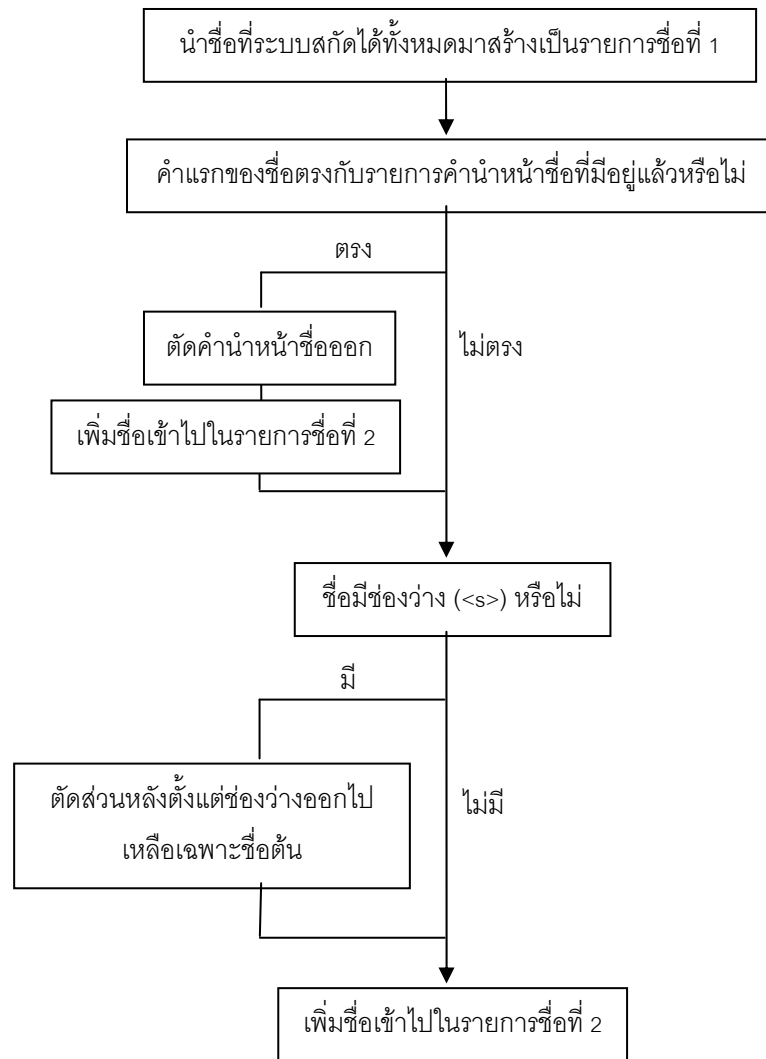 นำชื่อที่ระบบสกัดได้ทั้งหมดมาสร้างเป็นรายการชื่อที่ 1
คำแรกของชื่อตรงกับรายการคำนำหน้าชื่อที่มีอยู่แล้วหรือไม่
ตรง
ตัดคำนำหน้าชื่อออก
ไม่ตรง
เพิ่มชื่อเข้าไปในรายการชื่อที่ 2
ชื่อมีช่องว่าง (<s>) หรือไม่
มี
ตัดส่วนหลังตั้งแต่ช่องว่างออกไป
ไม่มี
เหลือเฉพาะชื่อต้น
เพิ่มชื่อเข้าไปในรายการชื่อที่ 2